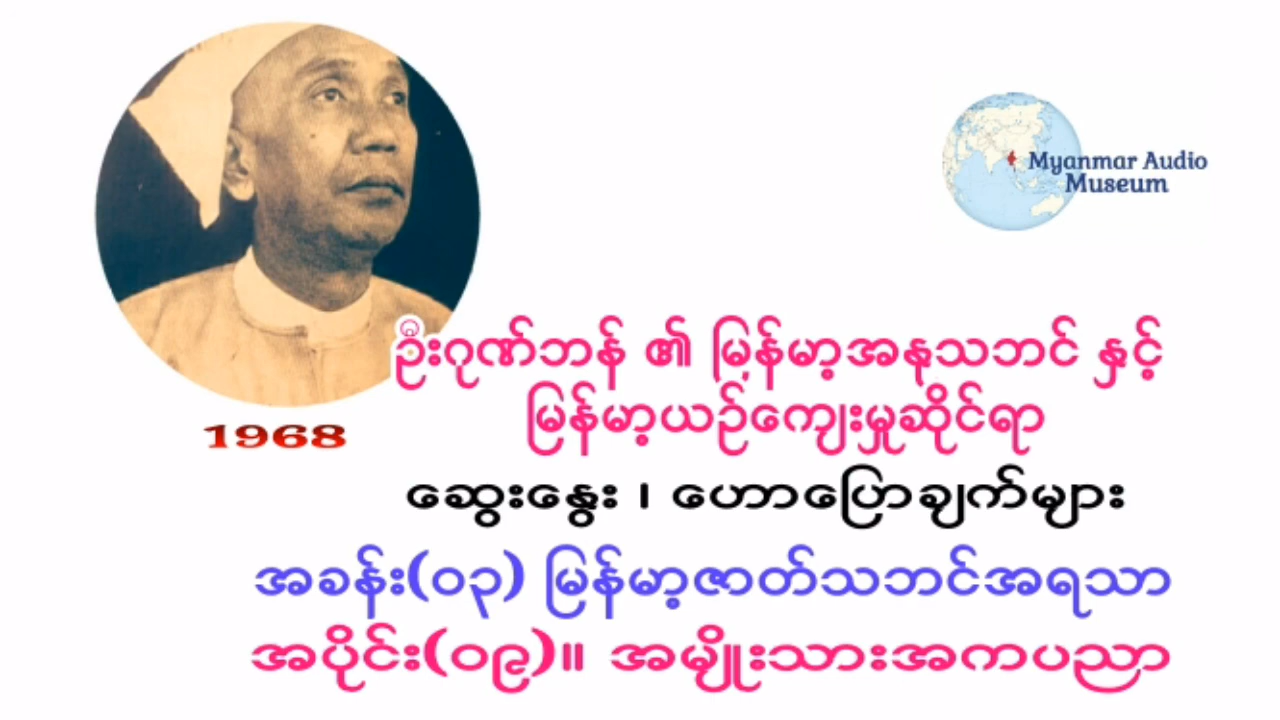 Myanmar Audio
Museum
ဦးဂုဏ်ဘန် ၏ မြန်မာ့အနုသဘင် နှင့်
မြန်မာ့ယဉ်ကျေးမှုဆိုင်ရာ
1968
ဆွေးနွေး ၊ ဟောပြောချက်များ
အခန်း(၀၃) မြန်မာ့ဇာတ်သဘင်အရသာ
အပိုင်း(၀၉)။ အမျိုးသားအကပညာ